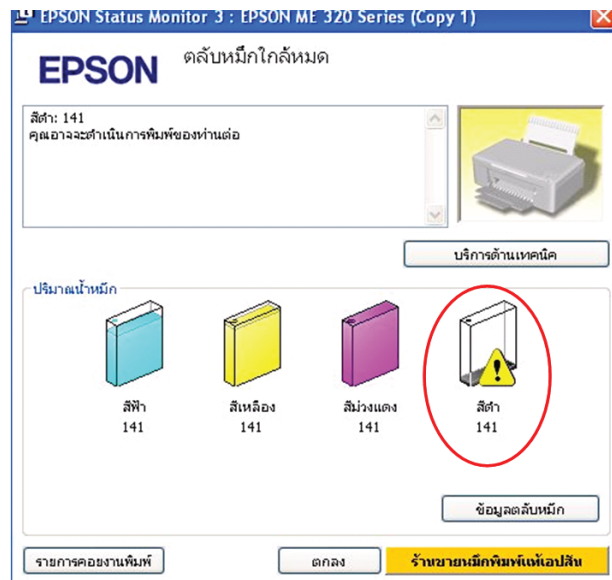 EPSON Status Monitor 3 : EPSON ME 320 Series (Copy 1)
EPSON
ตลับหมึกใกล้หมด
สีดำ: 141
คุณอาจจะดำเนินการพิมพ์ของท่านต่อ
บริการด้านเทคนิค
ปริมาณน้ำหมึก
สีฟ้า
141
สีเหลือง
141
สีม่วงแดง
141
สีดำ
141
ข้อมูลตลับหมึก
รายการคอยงานพิมพ์
ตกลง
ร้านขายหมึกพิมพ์แท้เอปสัน